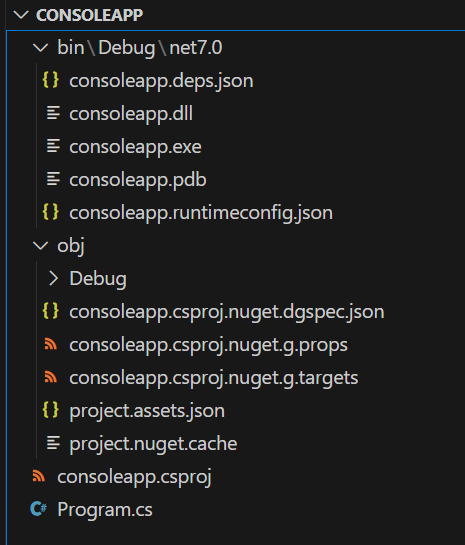 CONSOLEAPP
bin\Debug\net7.0
{} consoleapp.deps.json
consoleapp.dll
consoleapp.exe
consoleapp.pdb
{} consoleapp.runtimeconfig.json
obj
Debug
{} consoleapp.csproj.nuget.dgspec.json
consoleapp.csproj.nuget.g.props
consoleapp.csproj.nuget.g.targets
{} project.assets.json
project.nuget.cache
consoleapp.csproj
C# Program.cs